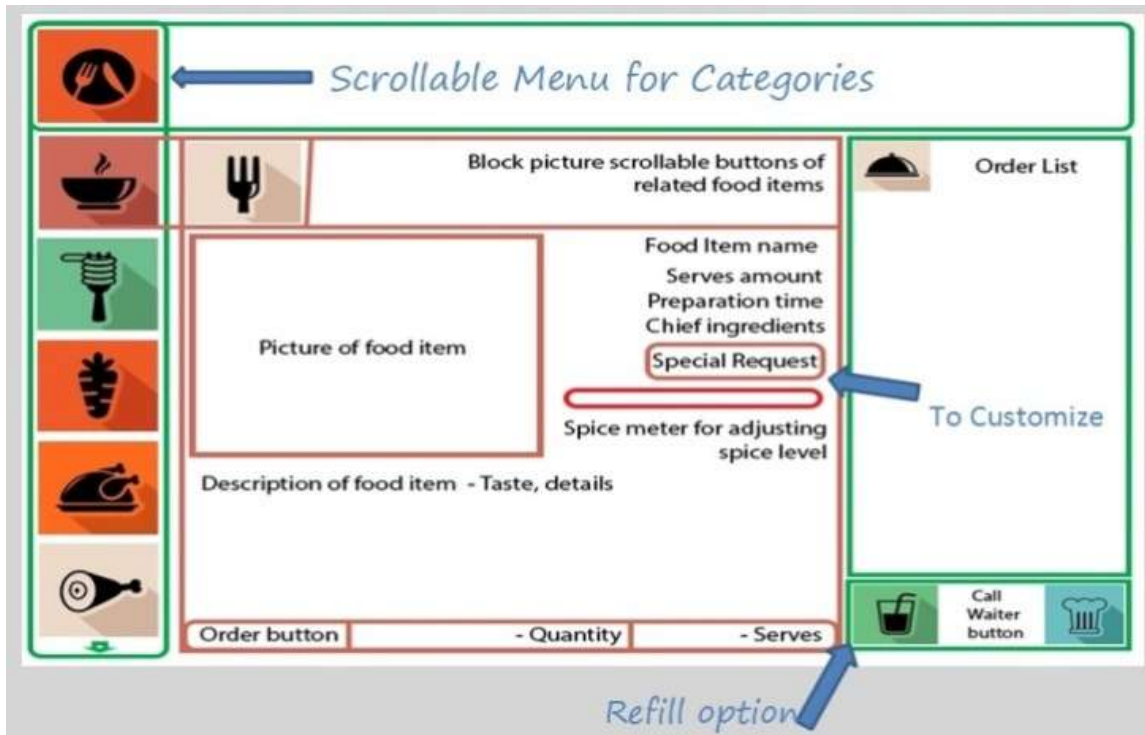 Scrollable Menu for Categories
Block picture scrollable buttons of
related food items
Order List
Food Item name
Serves amount
Preparation time
Chief ingredients
Picture of food item
Special Request
To Customize
Spice meter for adjusting
spice level
Description of food item - Taste, details
Call
Waiter
button
Order button
- Quantity
- Serves
Refill option